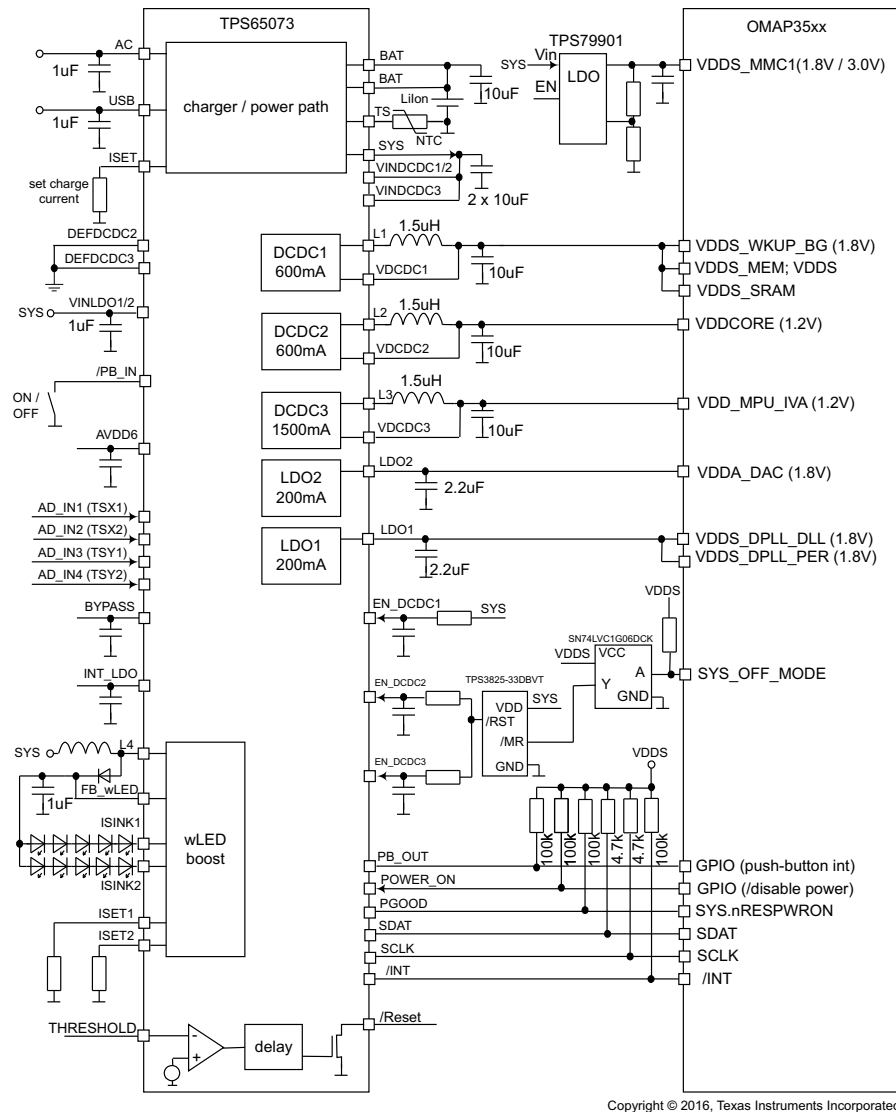 TPS65073
OMAP35xx
AC
1uF
USB
1uF
ISET
set charge
current
charger / power path
BAT
BAT
10uF
LiIon
TS
NTC
SYS
VINDCDC1/2
VINDCDC3
2 x 10uF
TPS79901
SYS
Vin
EN
LDO
VDDS_MMC1(1.8V / 3.0V)
DEFDCDC2
DEFDCDC3
SYS
VINLDO1/2
1uF
/PB_IN
ON /
OFF
AVDD6
AD_IN1 (TSX1)
AD_IN2 (TSX2)
AD_IN3 (TSY1)
AD_IN4 (TSY2)
BYPASS
INT_LDO
DCDC1
600mA
L1
1.5uH
VDCDC1
10uF
VDDS_WKUP_BG (1.8V)
VDDS_MEM; VDDS
VDDS_SRAM
DCDC2
600mA
L2
1.5uH
VDCDC2
10uF
VDDCORE (1.2V)
DCDC3
1500mA
L3
1.5uH
VDCDC3
10uF
VDD_MPU_IVA (1.2V)
LDO2
200mA
LDO2
2.2uF
VDDA_DAC (1.8V)
LDO1
200mA
LDO1
2.2uF
VDDS_DPLL_DLL (1.8V)
VDDS_DPLL_PER (1.8V)
EN_DCDC1
SYS
EN_DCDC2
EN_DCDC3
TPS3825-33DBVT
VDD
/RST
/MR
GND
SYS
SN74LVC1G06DCK
VDDS
VCC
A
Y
GND
VDDS
SYS_OFF_MODE
SYS
L4
1uF
FB_wLED
ISINK1
ISINK2
ISET1
ISET2
wLED
boost
VDDS
100k
100k
100k
4.7k
4.7k
100k
PB_OUT
GPIO (push-button int)
POWER_ON
GPIO (/disable power)
PGOOD
SYS.nRESPWRON
SDAT
SDAT
SCLK
SCLK
/INT
/INT
THRESHOLD
-
+
delay
/Reset
Copyright © 2016, Texas Instruments Incorporated